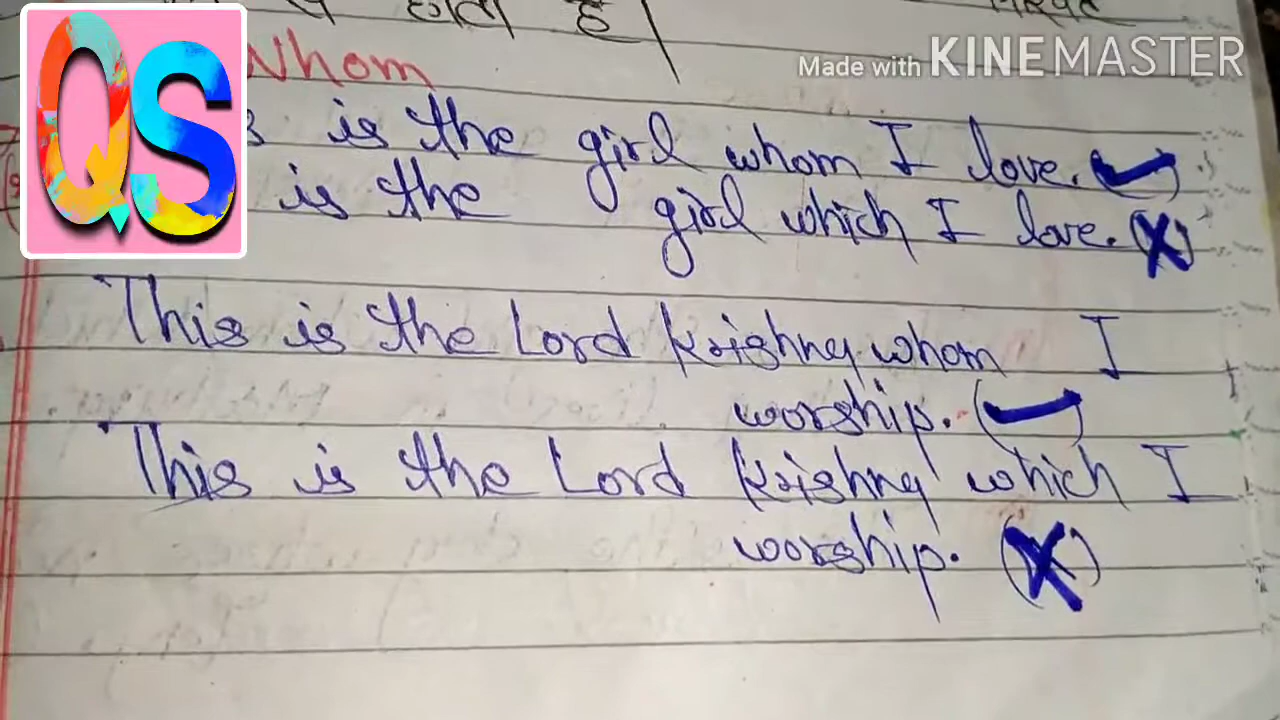 होता है।
Made with KINEMASTER
QS
Whom
is the girl whom I love.
is the girl which I love. (X)
This is the Lord Krishna whom I
worship.
This is the Lord Krishna which I
worship. (X)